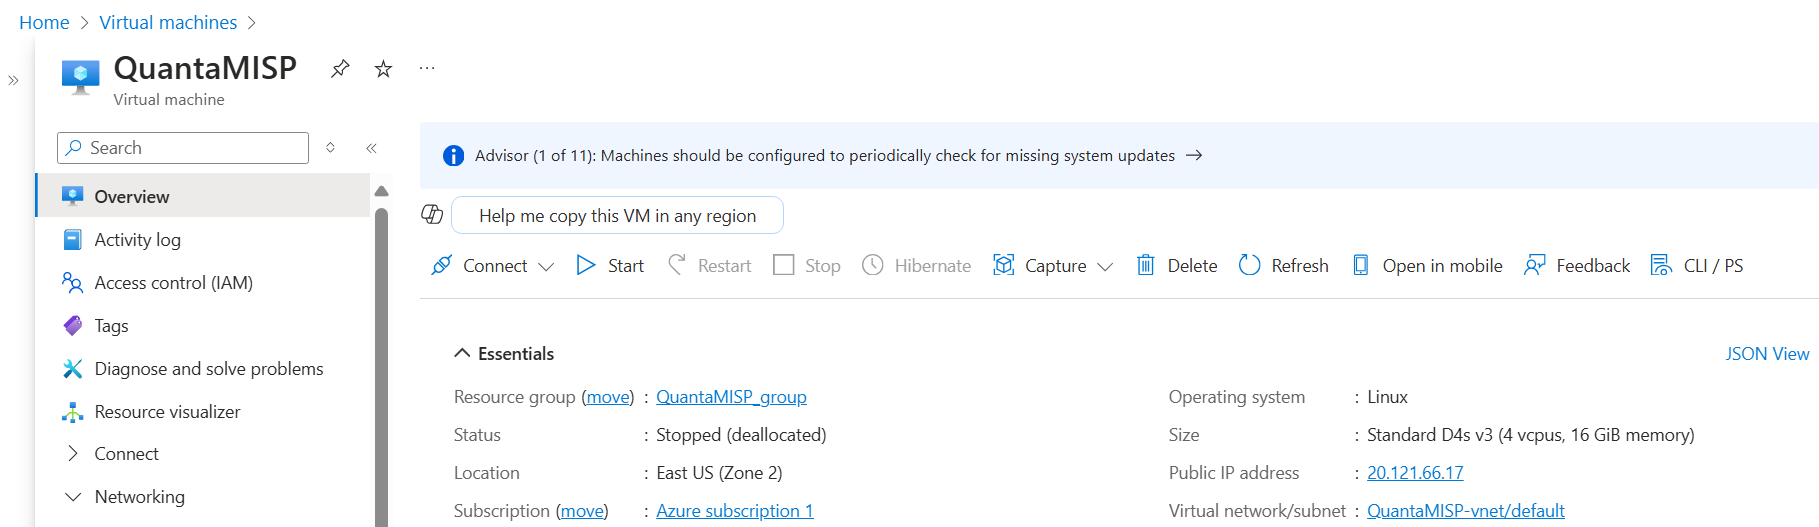 Home > Virtual machines >
QuantaMISP
Virtual machine
Search
Overview
Activity log
Access control (IAM)
Tags
Diagnose and solve problems
Resource visualizer
Connect
Networking
Advisor (1 of 11): Machines should be configured to periodically check for missing system updates →
Help me copy this VM in any region
Connect Start Restart Stop Hibernate Capture Delete Refresh Open in mobile Feedback CLI / PS
Essentials
JSON View
Resource group (move) : QuantaMISP_group
Status : Stopped (deallocated)
Location : East US (Zone 2)
Subscription (move) : Azure subscription 1
Operating system : Linux
Size : Standard D4s v3 (4 vcpus, 16 GiB memory)
Public IP address : 20.121.66.17
Virtual network/subnet : QuantaMISP-vnet/default